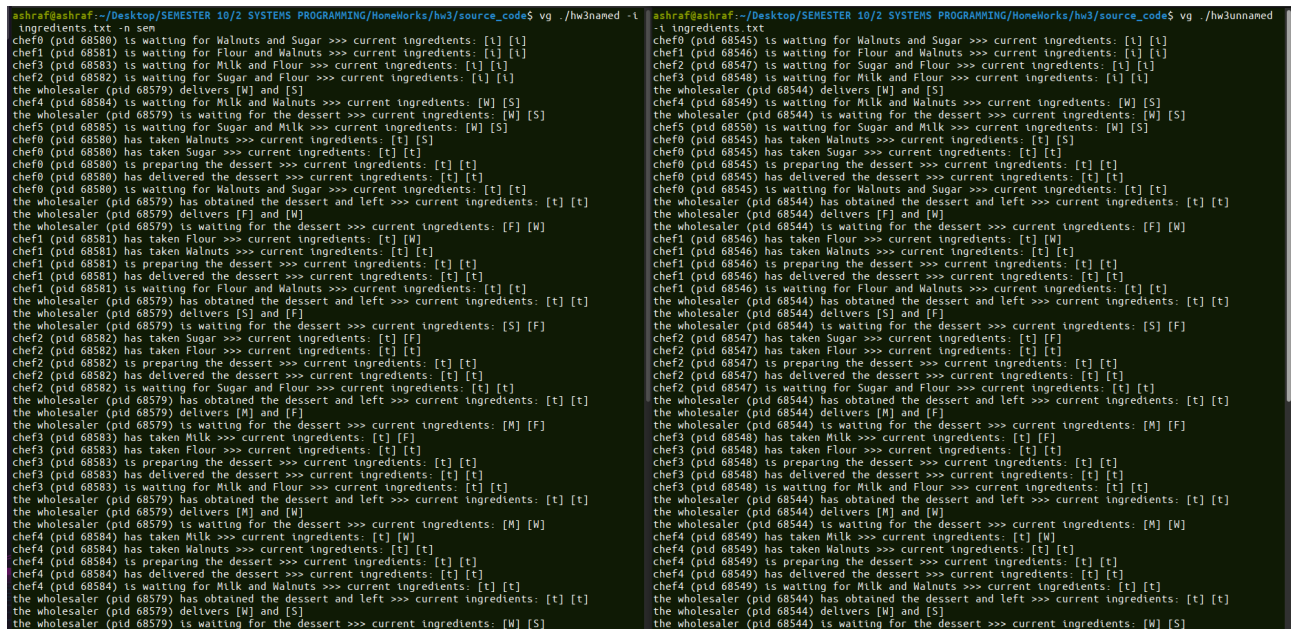 ashraf@ashraf:~/Desktop/SEMESTER 10/2 SYSTEMS PROGRAMMING/HomeWorks/hw3/source_code$ vg ./hw3named -i
 ingredients.txt -n sem
chef0 (pid 68580) is waiting for Walnuts and Sugar >>> current ingredients: [i] [i]
chef1 (pid 68581) is waiting for Flour and Walnuts >>> current ingredients: [i] [i]
chef3 (pid 68583) is waiting for Milk and Flour >>> current ingredients: [i] [i]
chef2 (pid 68582) is waiting for Sugar and Flour >>> current ingredients: [i] [i]
the wholesaler (pid 68579) delivers [W] and [S]
chef4 (pid 68584) is waiting for Milk and Walnuts >>> current ingredients: [W] [S]
the wholesaler (pid 68579) is waiting for the dessert >>> current ingredients: [W] [S]
chef5 (pid 68585) is waiting for Sugar and Milk >>> current ingredients: [W] [S]
chef0 (pid 68580) has taken Walnuts >>> current ingredients: [t] [S]
chef0 (pid 68580) has taken Sugar >>> current ingredients: [t] [t]
chef0 (pid 68580) is preparing the dessert >>> current ingredients: [t] [t]
chef0 (pid 68580) has delivered the dessert >>> current ingredients: [t] [t]
chef0 (pid 68580) is waiting for Walnuts and Sugar >>> current ingredients: [t] [t]
the wholesaler (pid 68579) has obtained the dessert and left >>> current ingredients: [t] [t]
the wholesaler (pid 68579) delivers [F] and [W]
the wholesaler (pid 68579) is waiting for the dessert >>> current ingredients: [F] [W]
chef1 (pid 68581) has taken Flour >>> current ingredients: [t] [W]
chef1 (pid 68581) has taken Walnuts >>> current ingredients: [t] [t]
chef1 (pid 68581) is preparing the dessert >>> current ingredients: [t] [t]
chef1 (pid 68581) has delivered the dessert >>> current ingredients: [t] [t]
chef1 (pid 68581) is waiting for Flour and Walnuts >>> current ingredients: [t] [t]
the wholesaler (pid 68579) has obtained the dessert and left >>> current ingredients: [t] [t]
the wholesaler (pid 68579) delivers [S] and [F]
the wholesaler (pid 68579) is waiting for the dessert >>> current ingredients: [S] [F]
chef2 (pid 68582) has taken Sugar >>> current ingredients: [t] [F]
chef2 (pid 68582) has taken Flour >>> current ingredients: [t] [t]
chef2 (pid 68582) is preparing the dessert >>> current ingredients: [t] [t]
chef2 (pid 68582) has delivered the dessert >>> current ingredients: [t] [t]
chef2 (pid 68582) is waiting for Sugar and Flour >>> current ingredients: [t] [t]
the wholesaler (pid 68579) has obtained the dessert and left >>> current ingredients: [t] [t]
the wholesaler (pid 68579) delivers [M] and [F]
the wholesaler (pid 68579) is waiting for the dessert >>> current ingredients: [M] [F]
chef3 (pid 68583) has taken Milk >>> current ingredients: [t] [F]
chef3 (pid 68583) has taken Flour >>> current ingredients: [t] [t]
chef3 (pid 68583) is preparing the dessert >>> current ingredients: [t] [t]
chef3 (pid 68583) has delivered the dessert >>> current ingredients: [t] [t]
chef3 (pid 68583) is waiting for Milk and Flour >>> current ingredients: [t] [t]
the wholesaler (pid 68579) has obtained the dessert and left >>> current ingredients: [t] [t]
the wholesaler (pid 68579) delivers [M] and [W]
the wholesaler (pid 68579) is waiting for the dessert >>> current ingredients: [M] [W]
chef4 (pid 68584) has taken Milk >>> current ingredients: [t] [W]
chef4 (pid 68584) has taken Walnuts >>> current ingredients: [t] [t]
chef4 (pid 68584) is preparing the dessert >>> current ingredients: [t] [t]
chef4 (pid 68584) has delivered the dessert >>> current ingredients: [t] [t]
chef4 (pid 68584) is waiting for Milk and Walnuts >>> current ingredients: [t] [t]
the wholesaler (pid 68579) has obtained the dessert and left >>> current ingredients: [t] [t]
the wholesaler (pid 68579) delivers [W] and [S]
the wholesaler (pid 68579) is waiting for the dessert >>> current ingredients: [W] [S]
ashraf@ashraf:~/Desktop/SEMESTER 10/2 SYSTEMS PROGRAMMING/HomeWorks/hw3/source_code$ vg ./hw3unnamed
-i ingredients.txt
chef0 (pid 68545) is waiting for Walnuts and Sugar >>> current ingredients: [i] [i]
chef1 (pid 68546) is waiting for Flour and Walnuts >>> current ingredients: [i] [i]
chef2 (pid 68547) is waiting for Sugar and Flour >>> current ingredients: [i] [i]
chef3 (pid 68548) is waiting for Milk and Flour >>> current ingredients: [i] [i]
the wholesaler (pid 68544) delivers [W] and [S]
chef4 (pid 68549) is waiting for Milk and Walnuts >>> current ingredients: [W] [S]
the wholesaler (pid 68544) is waiting for the dessert >>> current ingredients: [W] [S]
chef5 (pid 68550) is waiting for Sugar and Milk >>> current ingredients: [W] [S]
chef0 (pid 68545) has taken Walnuts >>> current ingredients: [t] [S]
chef0 (pid 68545) has taken Sugar >>> current ingredients: [t] [t]
chef0 (pid 68545) is preparing the dessert >>> current ingredients: [t] [t]
chef0 (pid 68545) has delivered the dessert >>> current ingredients: [t] [t]
chef0 (pid 68545) is waiting for Walnuts and Sugar >>> current ingredients: [t] [t]
the wholesaler (pid 68544) has obtained the dessert and left >>> current ingredients: [t] [t]
the wholesaler (pid 68544) delivers [F] and [W]
the wholesaler (pid 68544) is waiting for the dessert >>> current ingredients: [F] [W]
chef1 (pid 68546) has taken Flour >>> current ingredients: [t] [W]
chef1 (pid 68546) has taken Walnuts >>> current ingredients: [t] [t]
chef1 (pid 68546) is preparing the dessert >>> current ingredients: [t] [t]
chef1 (pid 68546) has delivered the dessert >>> current ingredients: [t] [t]
chef1 (pid 68546) is waiting for Flour and Walnuts >>> current ingredients: [t] [t]
the wholesaler (pid 68544) has obtained the dessert and left >>> current ingredients: [t] [t]
the wholesaler (pid 68544) delivers [S] and [F]
the wholesaler (pid 68544) is waiting for the dessert >>> current ingredients: [S] [F]
chef2 (pid 68547) has taken Sugar >>> current ingredients: [t] [F]
chef2 (pid 68547) has taken Flour >>> current ingredients: [t] [t]
chef2 (pid 68547) is preparing the dessert >>> current ingredients: [t] [t]
chef2 (pid 68547) has delivered the dessert >>> current ingredients: [t] [t]
chef2 (pid 68547) is waiting for Sugar and Flour >>> current ingredients: [t] [t]
the wholesaler (pid 68544) has obtained the dessert and left >>> current ingredients: [t] [t]
the wholesaler (pid 68544) delivers [M] and [F]
the wholesaler (pid 68544) is waiting for the dessert >>> current ingredients: [M] [F]
chef3 (pid 68548) has taken Milk >>> current ingredients: [t] [F]
chef3 (pid 68548) has taken Flour >>> current ingredients: [t] [t]
chef3 (pid 68548) is preparing the dessert >>> current ingredients: [t] [t]
chef3 (pid 68548) has delivered the dessert >>> current ingredients: [t] [t]
chef3 (pid 68548) is waiting for Milk and Flour >>> current ingredients: [t] [t]
the wholesaler (pid 68544) has obtained the dessert and left >>> current ingredients: [t] [t]
the wholesaler (pid 68544) delivers [M] and [W]
the wholesaler (pid 68544) is waiting for the dessert >>> current ingredients: [M] [W]
chef4 (pid 68549) has taken Milk >>> current ingredients: [t] [W]
chef4 (pid 68549) has taken Walnuts >>> current ingredients: [t] [t]
chef4 (pid 68549) is preparing the dessert >>> current ingredients: [t] [t]
chef4 (pid 68549) has delivered the dessert >>> current ingredients: [t] [t]
chef4 (pid 68549) is waiting for Milk and Walnuts >>> current ingredients: [t] [t]
the wholesaler (pid 68544) has obtained the dessert and left >>> current ingredients: [t] [t]
the wholesaler (pid 68544) delivers [W] and [S]
the wholesaler (pid 68544) is waiting for the dessert >>> current ingredients: [W] [S]